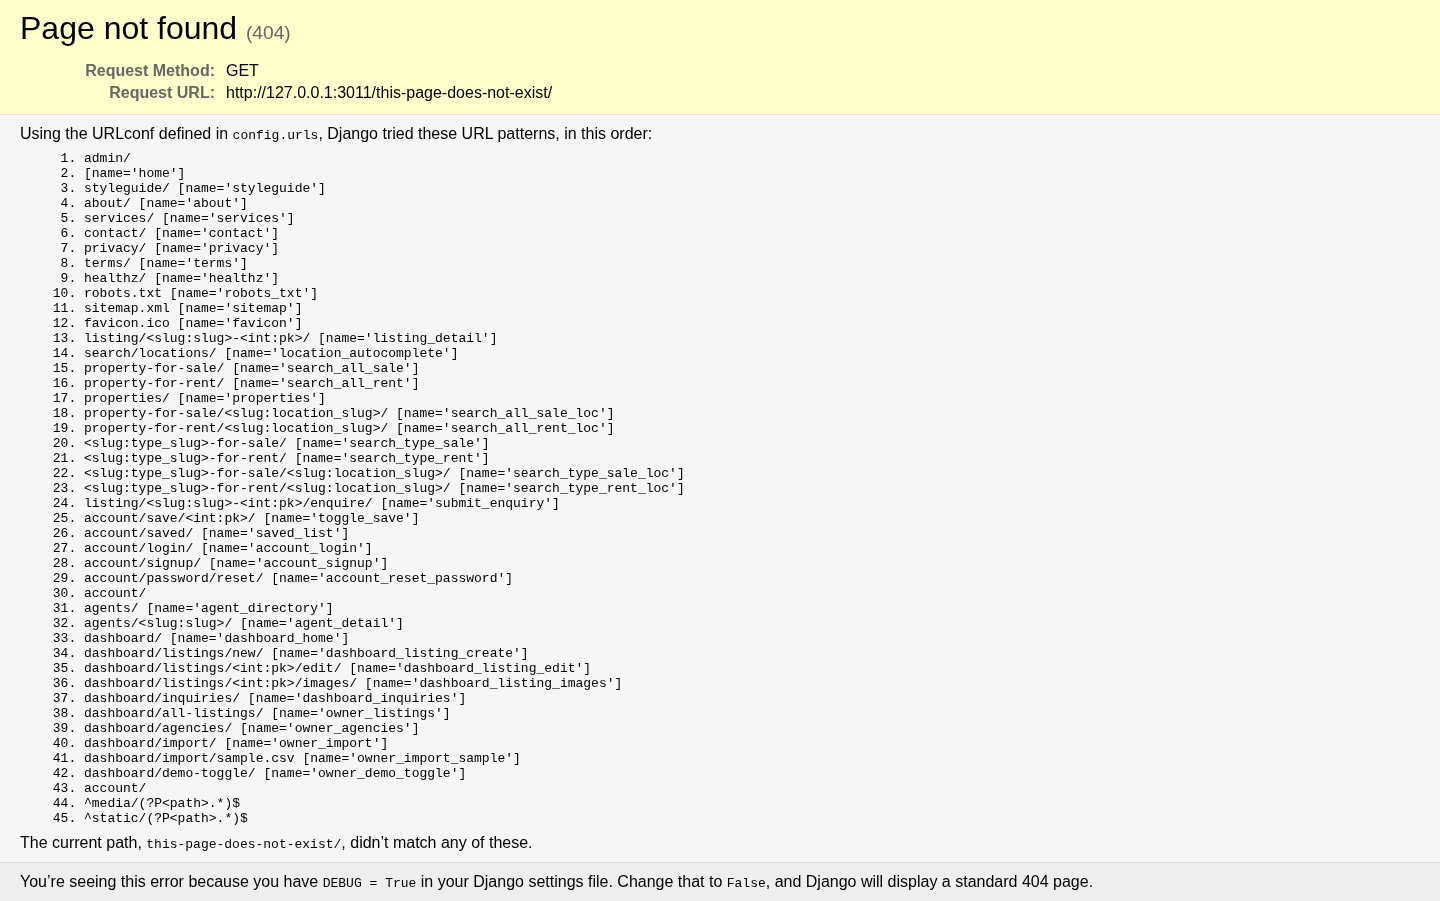 Page not found (404)
Request Method: GET
Request URL: http://127.0.0.1:3011/this-page-does-not-exist/
Using the URLconf defined in config.urls, Django tried these URL patterns, in this order:
1. admin/
2. [name='home']
3. styleguide/ [name='styleguide']
4. about/ [name='about']
5. services/ [name='services']
6. contact/ [name='contact']
7. privacy/ [name='privacy']
8. terms/ [name='terms']
9. healthz/ [name='healthz']
10. robots.txt [name='robots_txt']
11. sitemap.xml [name='sitemap']
12. favicon.ico [name='favicon']
13. listing/<slug:slug>-<int:pk>/ [name='listing_detail']
14. search/locations/ [name='location_autocomplete']
15. property-for-sale/ [name='search_all_sale']
16. property-for-rent/ [name='search_all_rent']
17. properties/ [name='properties']
18. property-for-sale/<slug:location_slug>/ [name='search_all_sale_loc']
19. property-for-rent/<slug:location_slug>/ [name='search_all_rent_loc']
20. <slug:type_slug>-for-sale/ [name='search_type_sale']
21. <slug:type_slug>-for-rent/ [name='search_type_rent']
22. <slug:type_slug>-for-sale/<slug:location_slug>/ [name='search_type_sale_loc']
23. <slug:type_slug>-for-rent/<slug:location_slug>/ [name='search_type_rent_loc']
24. listing/<slug:slug>-<int:pk>/enquire/ [name='submit_enquiry']
25. account/save/<int:pk>/ [name='toggle_save']
26. account/saved/ [name='saved_list']
27. account/login/ [name='account_login']
28. account/signup/ [name='account_signup']
29. account/password/reset/ [name='account_reset_password']
30. account/
31. agents/ [name='agent_directory']
32. agents/<slug:slug>/ [name='agent_detail']
33. dashboard/ [name='dashboard_home']
34. dashboard/listings/new/ [name='dashboard_listing_create']
35. dashboard/listings/<int:pk>/edit/ [name='dashboard_listing_edit']
36. dashboard/listings/<int:pk>/images/ [name='dashboard_listing_images']
37. dashboard/inquiries/ [name='dashboard_inquiries']
38. dashboard/all-listings/ [name='owner_listings']
39. dashboard/agencies/ [name='owner_agencies']
40. dashboard/import/ [name='owner_import']
41. dashboard/import/sample.csv [name='owner_import_sample']
42. dashboard/demo-toggle/ [name='owner_demo_toggle']
43. account/
44. ^media/(?P<path>.*)$
45. ^static/(?P<path>.*)$
The current path, this-page-does-not-exist/, didn’t match any of these.
You’re seeing this error because you have DEBUG = True in your Django settings file. Change that to False, and Django will display a standard 404 page.